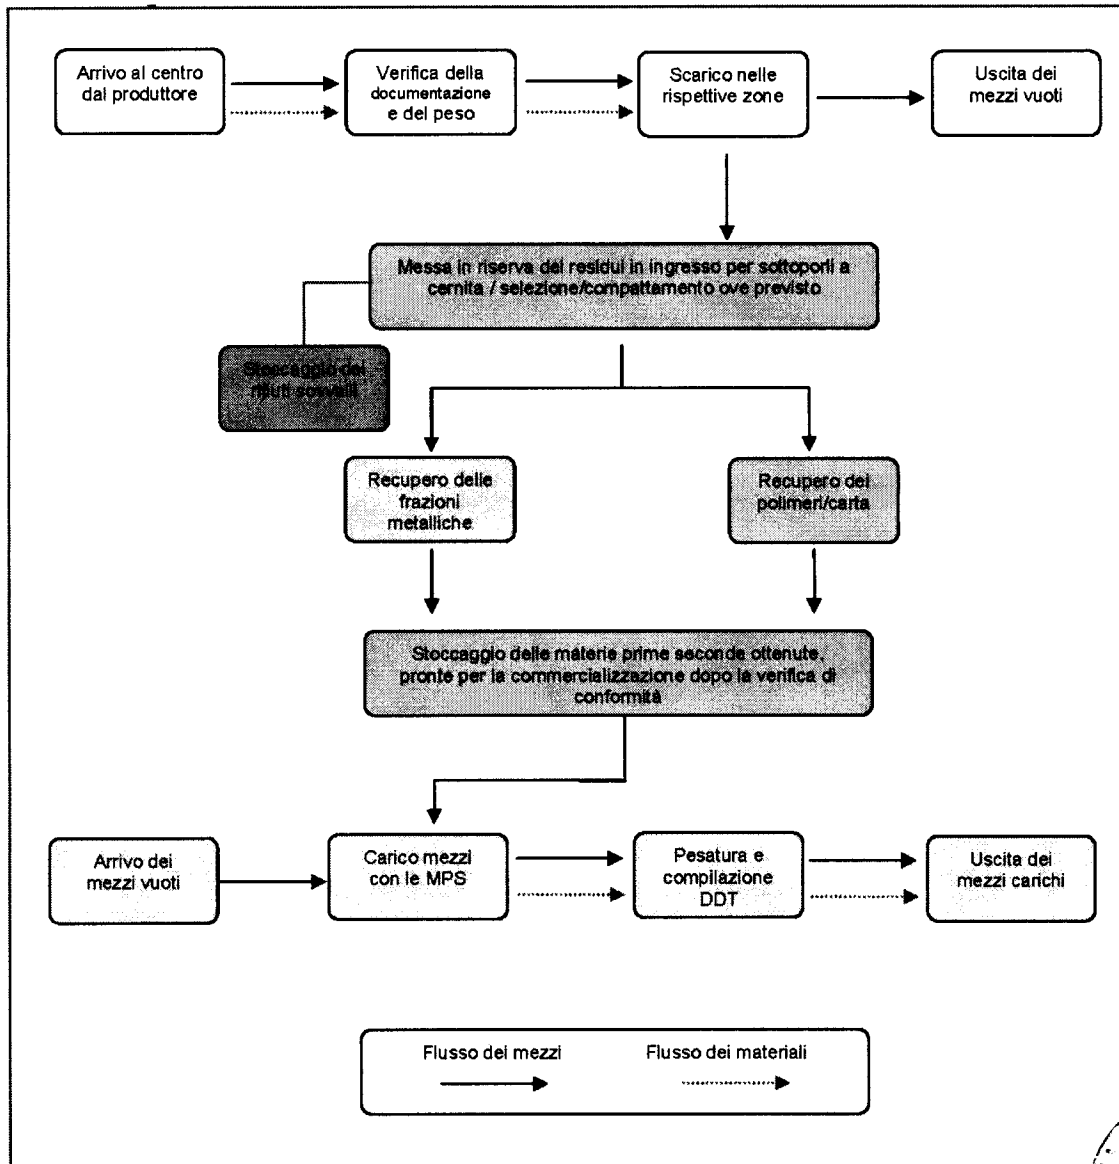 Arrivo al centro
dal produttore
Verifica della
documentazione
e del peso
Scarico nelle
rispettive zone
Uscita dei
mezzi vuoti
Messa in riserva dei residui in ingresso per sottoporli a
cernita / selezione/compattamento ove previsto
Stoccaggio dei
rifiuti sosvalli
Recupero delle
frazioni
metalliche
Recupero dei
polimeri/carta
Stoccaggio delle materie prime seconde ottenute,
pronte per la commercializzazione dopo la verifica di
conformità
Arrivo dei
mezzi vuoti
Carico mezzi
con le MPS
Pesatura e
compilazione
DDT
Uscita dei
mezzi carichi
Flusso dei mezzi
Flusso dei materiali